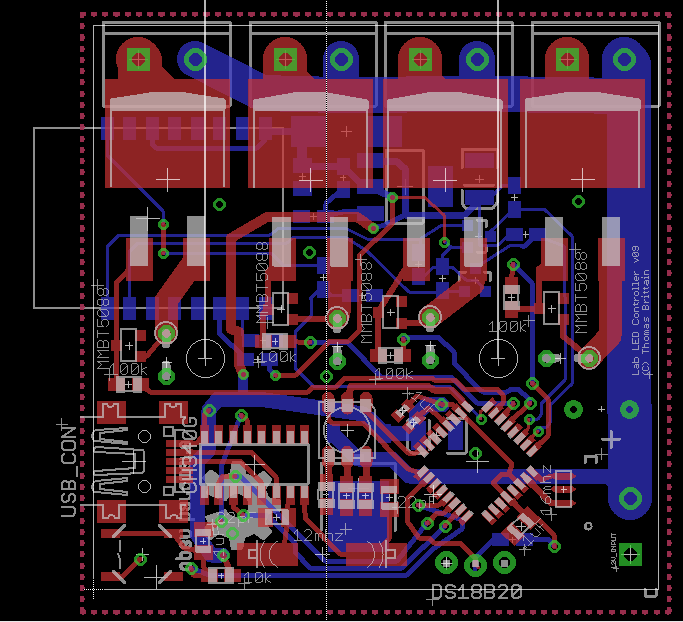 MMBT5088
MMBT5088
MMBT5088
MMBT5088
Lab LED Controller v09
(C) Thomas Brittain
100k
100k
100k
100k
USB_CON
CH340G
22pF
16mhz
12mhz
10k
12V_INPUT
DS18B20